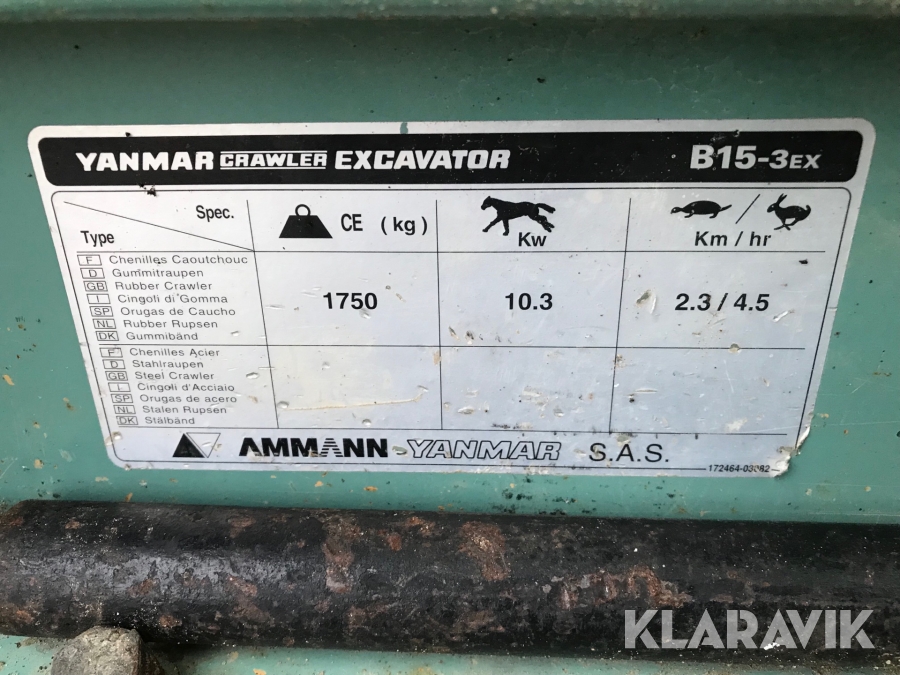 YANMAR CRAWLER EXCAVATOR B15-3EX
Spec.
Type
CE (kg)
Kw
/
Km / hr
F Chenilles Caoutchouc
D Gummitraupen
GB Rubber Crawler
I Cingoli di'Gomma
SP Orugas de Caucho
NL Rubber Rupsen
DK Gummibånd
1750 10.3 2.3 / 4.5
F Chenilles Acier
D Stahlraupen
GB Steel Crawler
I Cingoli d'Acciaio
SP Orugas de acero
NL Stalen Rupsen
DK Stålbånd
AMMANN-YANMAR S.A.S.
KLARAVIK